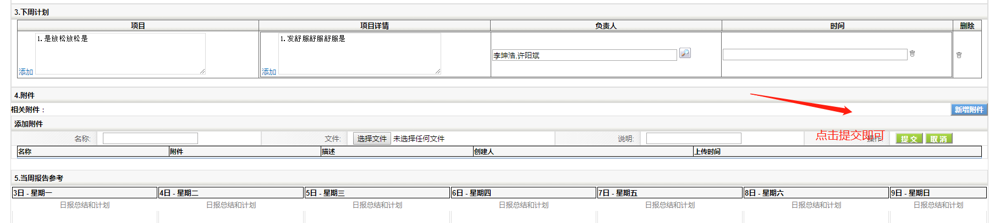 3.下周计划
项目 项目详情 负责人 时间 删除
1.是放松放松是 1.发舒服舒服舒服是
李坤浩,许阳斌
添加 添加
4.附件
相关附件： 新增附件
添加附件
名称: 文件: 选择文件 未选择任何文件 说明: 操作: 提 交 取 消
点击提交即可
名称 附件 描述 创建人 上传时间
5.当周报告参考
3日 - 星期一 4日 - 星期二 5日 - 星期三 6日 - 星期四 7日 - 星期五 8日 - 星期六 9日 - 星期日
日报总结和计划 日报总结和计划 日报总结和计划 日报总结和计划 日报总结和计划 日报总结和计划 日报总结和计划